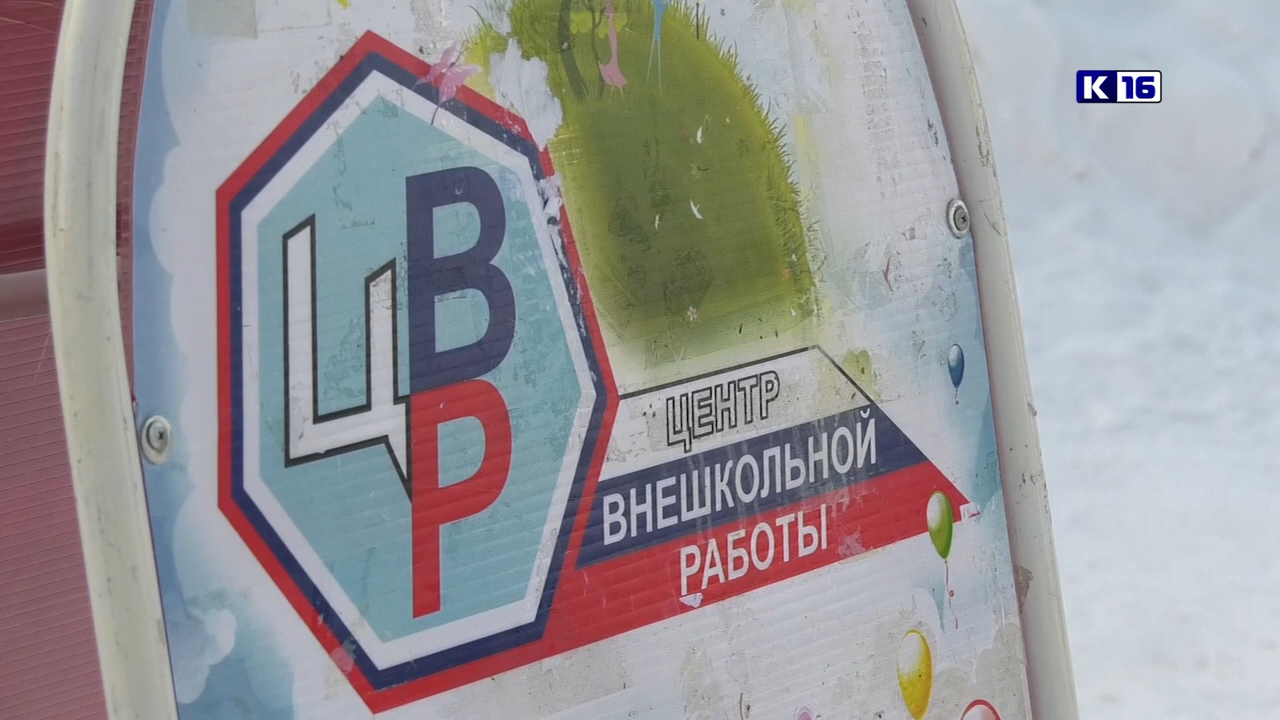 К 16
ЦВР
ЦЕНТР
ВНЕШКОЛЬНОЙ
РАБОТЫ